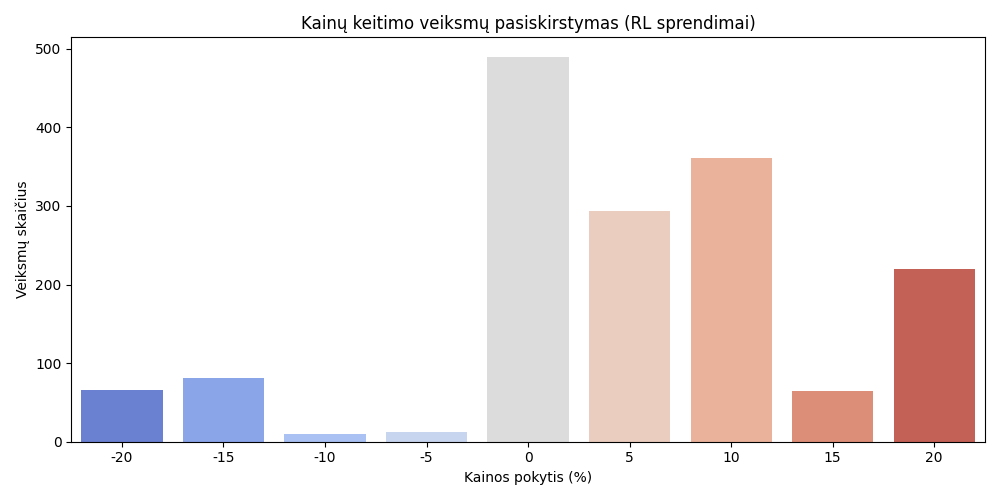 Kainų keitimo veiksmų pasiskirstymas (RL sprendimai)
Veiksmų skaičius
500
400
300
200
100
0
-20 -15 -10 -5 0 5 10 15 20
Kainos pokytis (%)